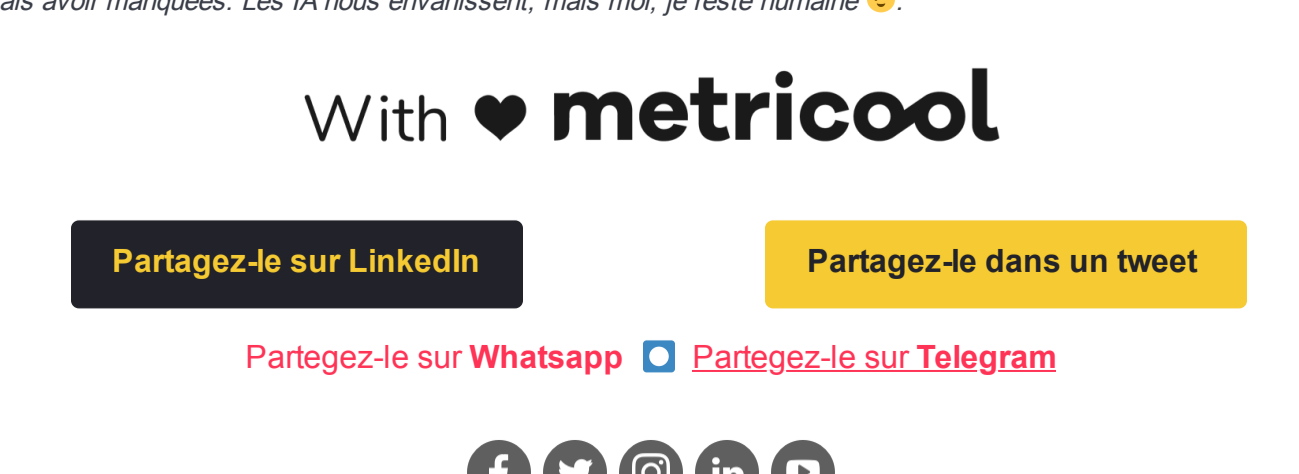 ais avoir manquées. Les IA nous envahissent, mais moi, je reste humaine 😉.
With ♥ metricool
Partagez-le sur LinkedIn
Partagez-le dans un tweet
Partegez-le sur Whatsapp ⏺ Partegez-le sur Telegram